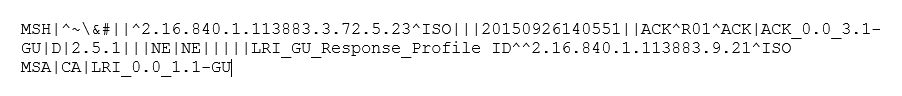 MSH|^~\&#||^2.16.840.1.113883.3.72.5.23^ISO|||20150926140551||ACK^R01^ACK|ACK_0.0_3.1-
GU|D|2.5.1|||NE|NE|||||LRI_GU_Response_Profile ID^^2.16.840.1.113883.9.21^ISO
MSA|CA|LRI_0.0_1.1-GU